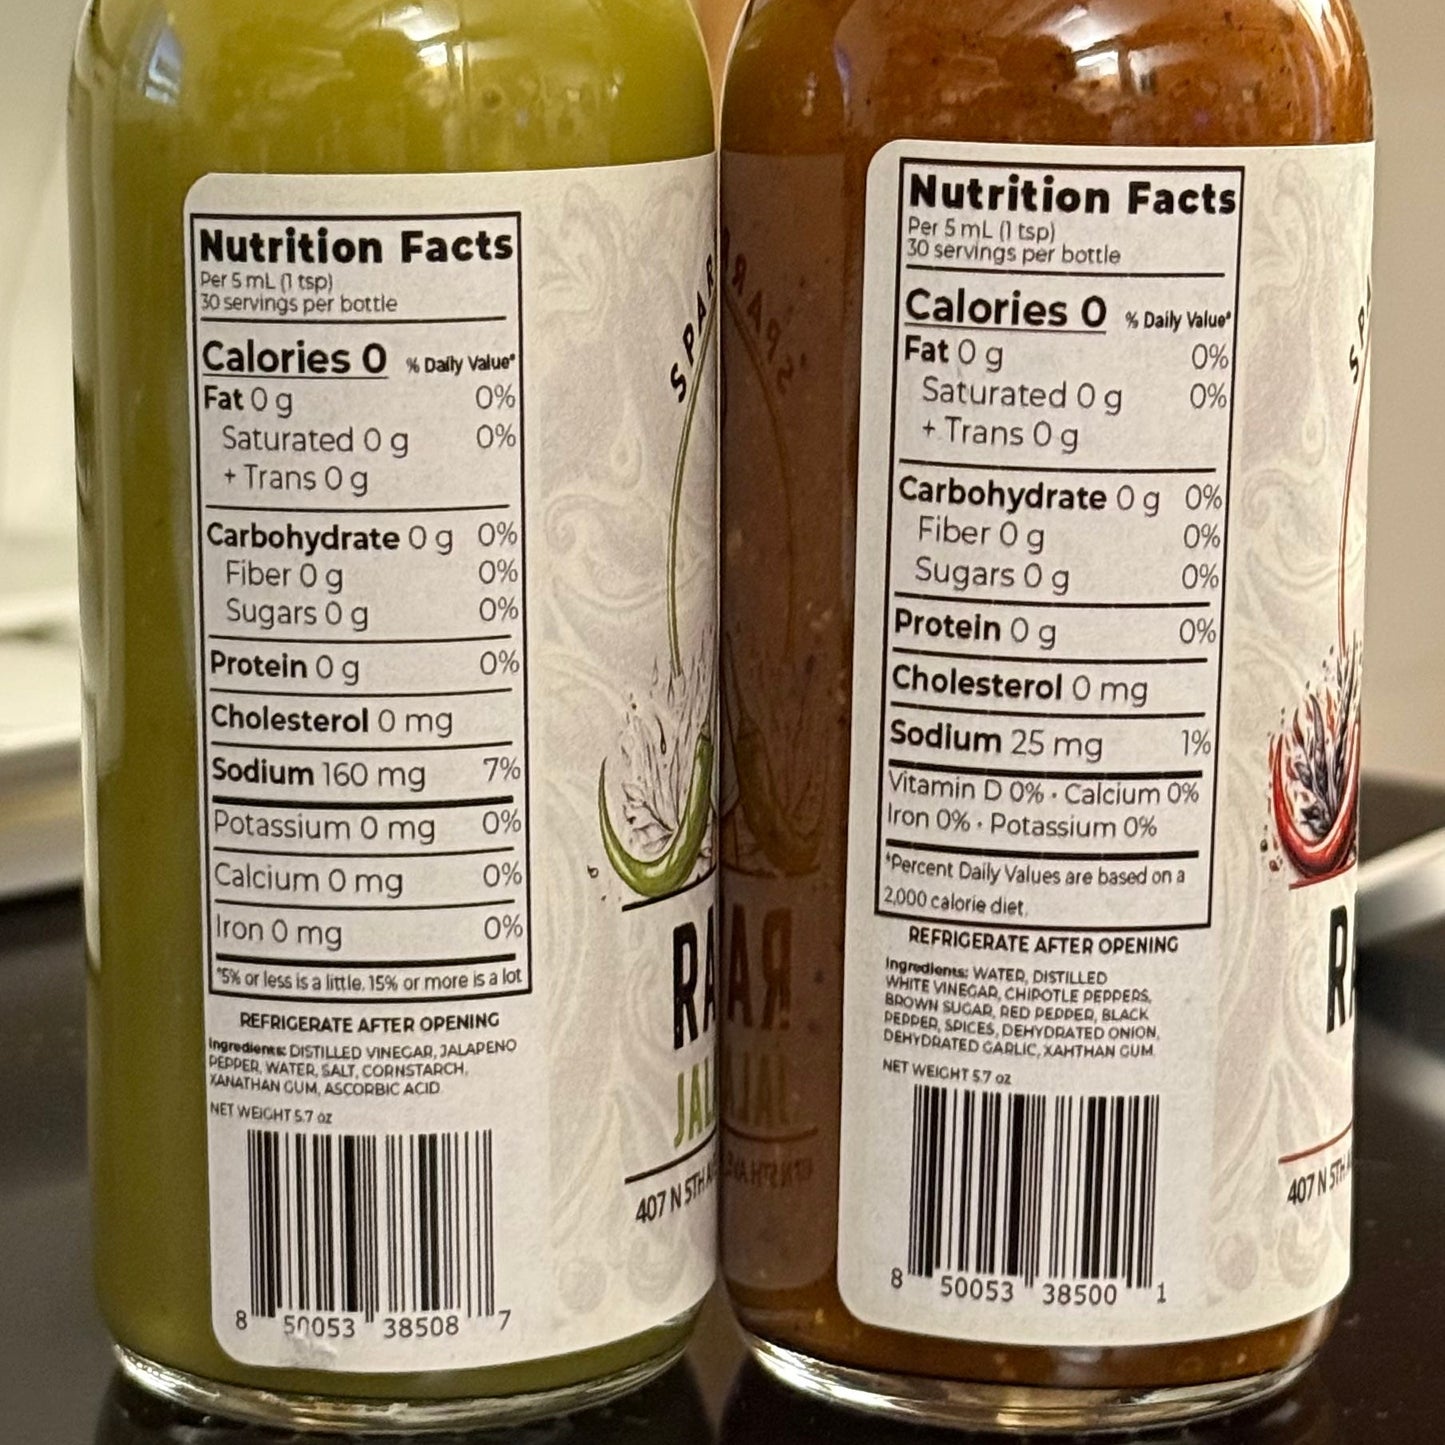 Nutrition Facts
Per 5 mL (1 tsp)
30 servings per bottle
Calories 0 % Daily Value*
Fat 0 g 0%
Saturated 0 g 0%
+ Trans 0 g
Carbohydrate 0 g 0%
Fiber 0 g 0%
Sugars 0 g 0%
Protein 0 g 0%
Cholesterol 0 mg
Sodium 160 mg 7%
Potassium 0 mg 0%
Calcium 0 mg 0%
Iron 0 mg 0%
*5% or less is a little, 15% or more is a lot
REFRIGERATE AFTER OPENING
Ingredients: DISTILLED VINEGAR, JALAPENO
PEPPER, WATER, SALT, CORNSTARCH,
XANATHAN GUM, ASCORBIC ACID
NET WEIGHT 5.7 oz
8 50053 38508 7
SPAR
RA
JAL
407 N 5TH A
Nutrition Facts
Per 5 mL (1 tsp)
30 servings per bottle
Calories 0 % Daily Value*
Fat 0 g 0%
Saturated 0 g 0%
+ Trans 0 g
Carbohydrate 0 g 0%
Fiber 0 g 0%
Sugars 0 g 0%
Protein 0 g 0%
Cholesterol 0 mg
Sodium 25 mg 1%
Vitamin D 0% · Calcium 0%
Iron 0% · Potassium 0%
*Percent Daily Values are based on a
2,000 calorie diet.
REFRIGERATE AFTER OPENING
Ingredients: WATER, DISTILLED
WHITE VINEGAR, CHIPOTLE PEPPERS,
BROWN SUGAR, RED PEPPER, BLACK
PEPPER, SPICES, DEHYDRATED ONION,
DEHYDRATED GARLIC, XAHTHAN GUM
NET WEIGHT 5.7 oz
8 50053 38500 1
SPA
RA
407 N 5TH